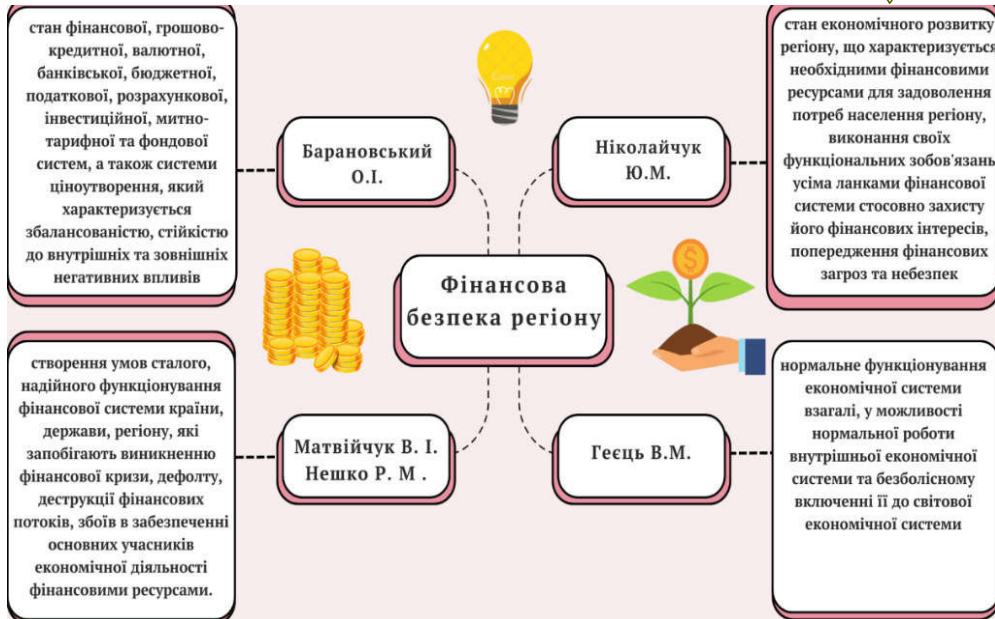 стан фінансової, грошово-
кредитної, валютної,
банківської, бюджетної,
податкової, розрахункової,
інвестиційної, митно-
тарифної та фондової
систем, а також системи
ціноутворення, який
характеризується
збалансованістю, стійкістю
до внутрішніх та зовнішніх
негативних впливів
Барановський
О.І.
Ніколайчук
Ю.М.
стан економічного розвитку
регіону, що характеризується
необхідними фінансовими
ресурсами для задоволення
потреб населення регіону,
виконання своїх
функціональних зобов'язань
усіма ланками фінансової
системи стосовно захисту
його фінансових інтересів,
попередження фінансових
загроз та небезпек
Фінансова
безпека регіону
створення умов сталого,
надійного функціонування
фінансової системи країни,
держави, регіону, які
запобігають виникненню
фінансової кризи, дефолту,
деструкції фінансових
потоків, збоїв в забезпеченні
основних учасників
економічної діяльності
фінансовими ресурсами.
Матвійчук В. І.
Нешко Р. М .
Геєць В.М.
нормальне функціонування
економічної системи
взагалі, у можливості
нормальної роботи
внутрішньої економічної
системи та безболісному
включенні її до світової
економічної системи